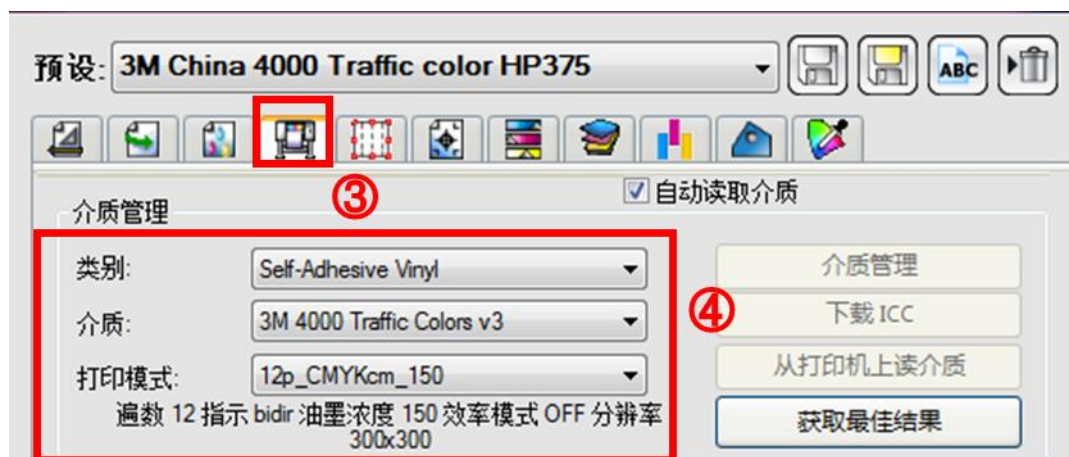 预设: 3M China 4000 Traffic color HP375
ABC
③
自动读取介质
介质管理
类别: Self-Adhesive Vinyl
介质管理
介质: 3M 4000 Traffic Colors v3
④
下载 ICC
打印模式: 12p_CMYKcm_150
从打印机上读介质
遍数 12 指示 bidir 油墨浓度 150 效率模式 OFF 分辨率
300x300
获取最佳结果